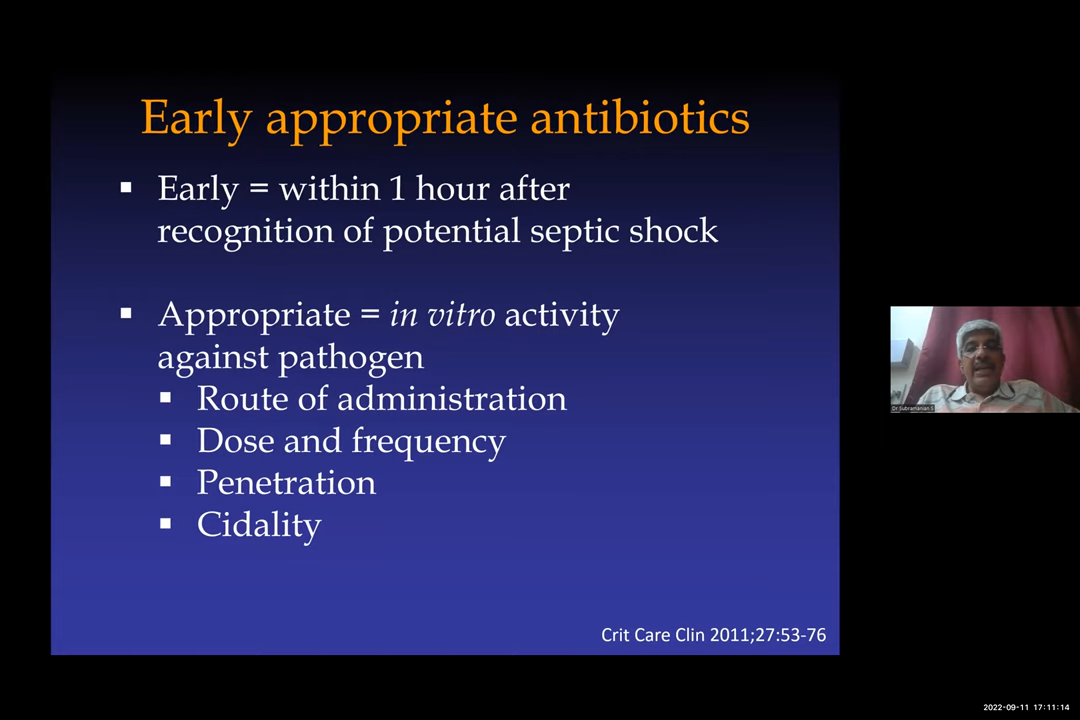 Early appropriate antibiotics
▪ Early = within 1 hour after
recognition of potential septic shock
▪ Appropriate = in vitro activity
against pathogen
▪ Route of administration
▪ Dose and frequency
▪ Penetration
▪ Cidality
Crit Care Clin 2011;27:53-76
Dr Subramanian S
2022-09-11 17:11:14